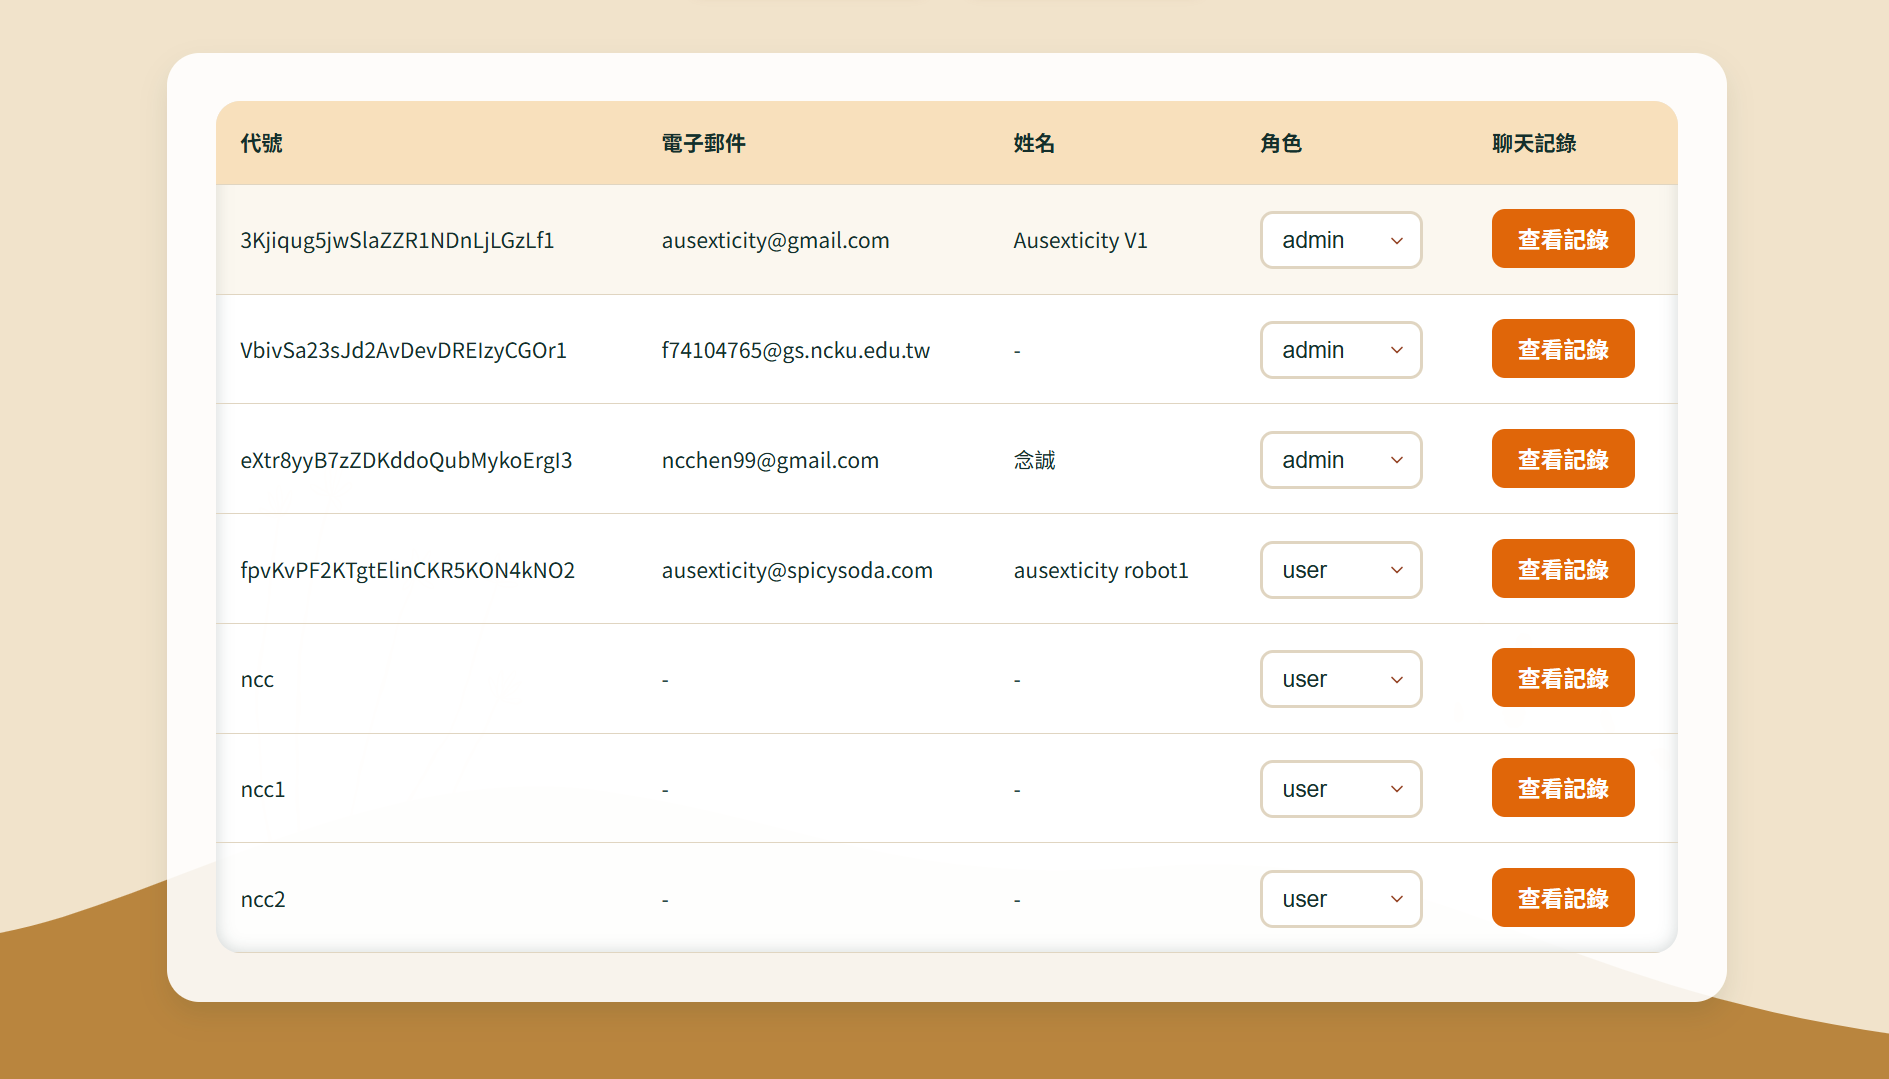 代號 電子郵件 姓名 角色 聊天記錄
3Kjiqug5jwSlaZZR1NDnLjLGzLf1 ausexticity@gmail.com Ausexticity V1 admin 查看記錄
VbivSa23sJd2AvDevDREIzyCGOr1 f74104765@gs.ncku.edu.tw - admin 查看記錄
eXtr8yyB7zZDKddoQubMykoErgI3 ncchen99@gmail.com 念誠 admin 查看記錄
fpvKvPF2KTgtElinCKR5KON4kNO2 ausexticity@spicysoda.com ausexticity robot1 user 查看記錄
ncc - - user 查看記錄
ncc1 - - user 查看記錄
ncc2 - - user 查看記錄